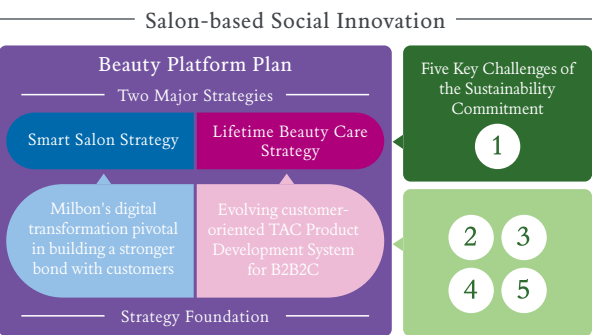 Salon-based Social Innovation
Beauty Platform Plan
Two Major Strategies
Smart Salon Strategy
Lifetime Beauty Care
Strategy
Milbon's digital
transformation pivotal
in building a stronger
bond with customers
Evolving customer-
oriented TAC Product
Development System
for B2B2C
Strategy Foundation
Five Key Challenges of
the Sustainability
Commitment
1
2 3
4 5